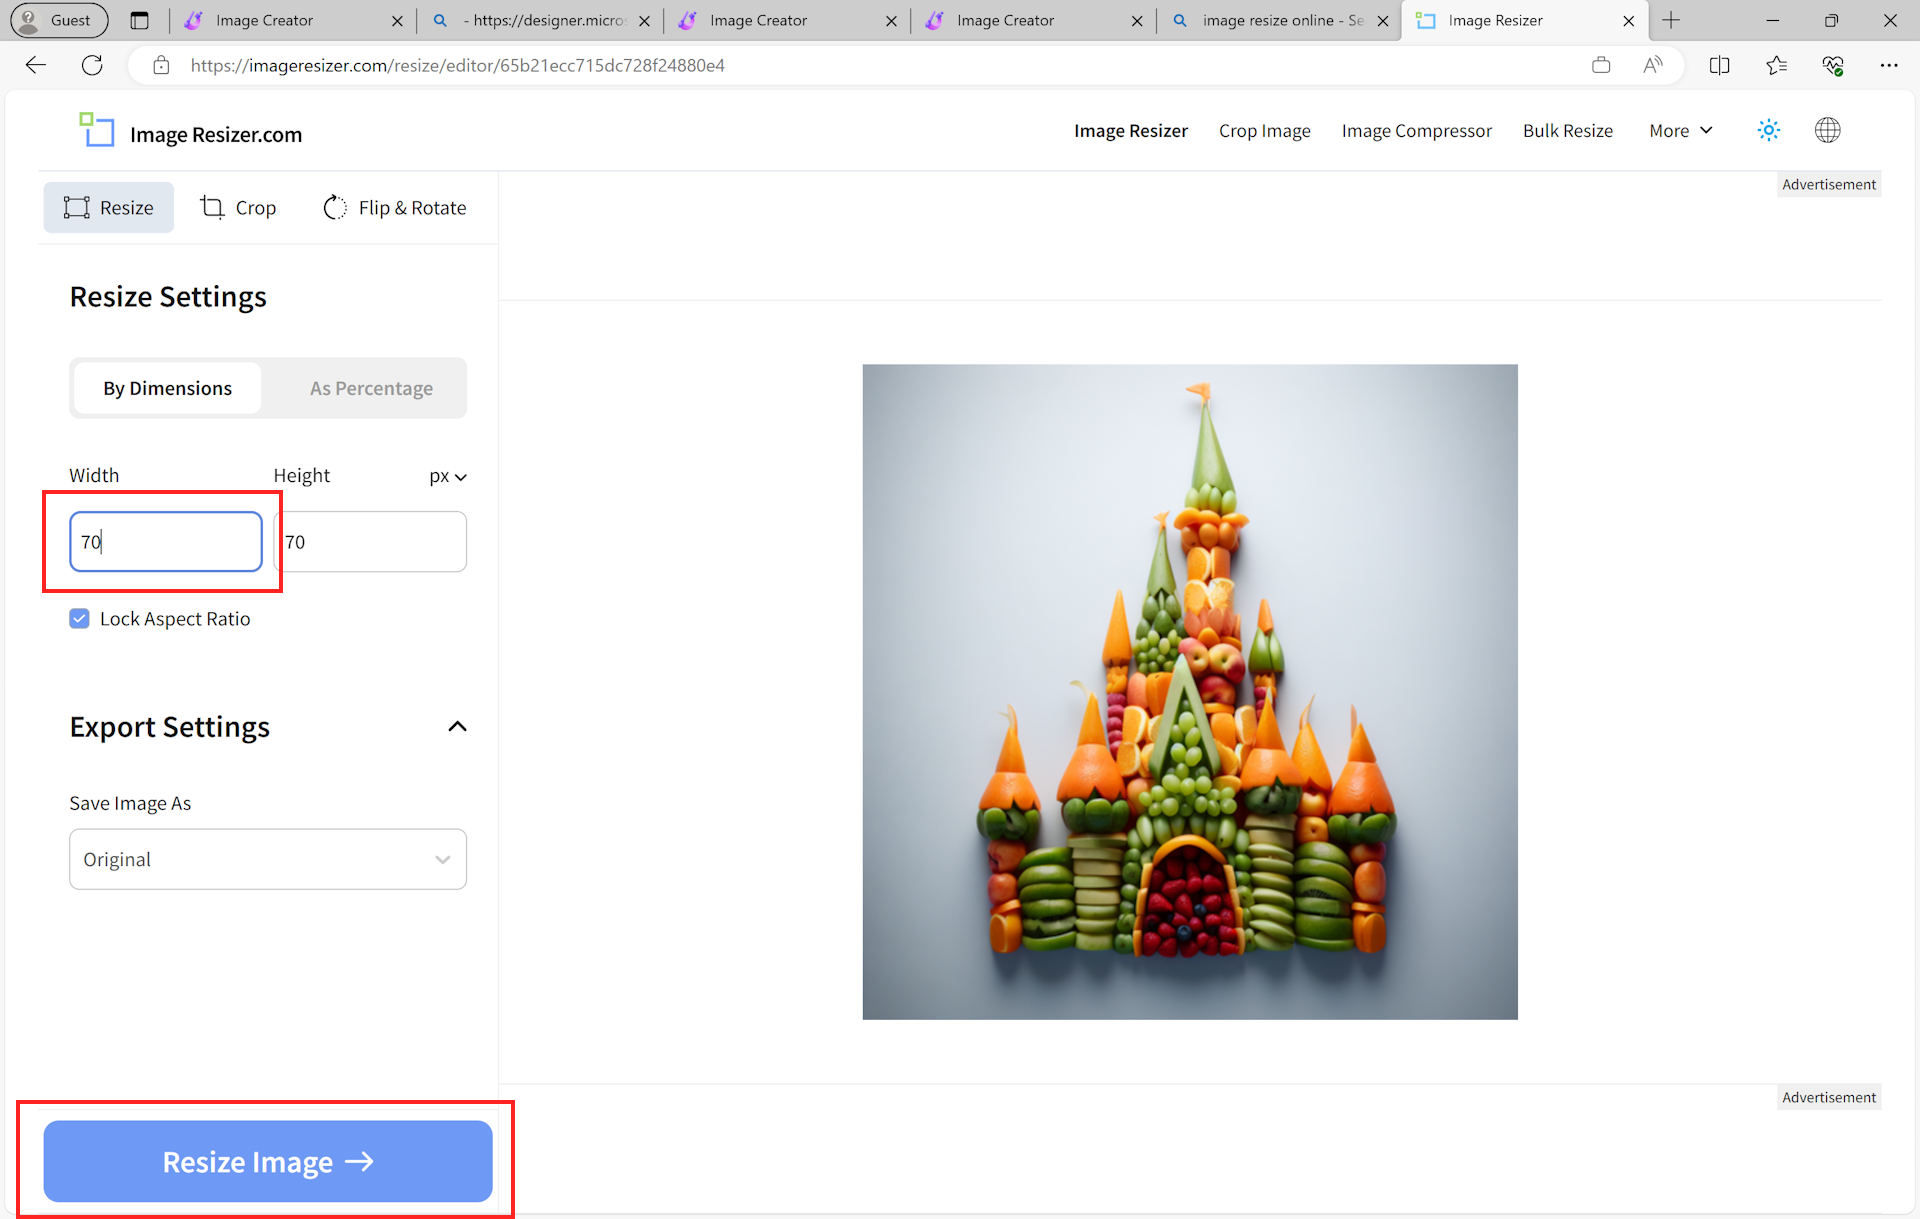 Guest
Image Creator
- https://designer.micros
Image Creator
Image Creator
image resize online - Se
Image Resizer
https://imageresizer.com/resize/editor/65b21ecc715dc728f24880e4
Image Resizer.com
Image Resizer
Crop Image
Image Compressor
Bulk Resize
More
Resize
Crop
Flip & Rotate
Advertisement
Resize Settings
By Dimensions
As Percentage
Width
Height
px
70
70
Lock Aspect Ratio
Export Settings
Save Image As
Original
Advertisement
Resize Image